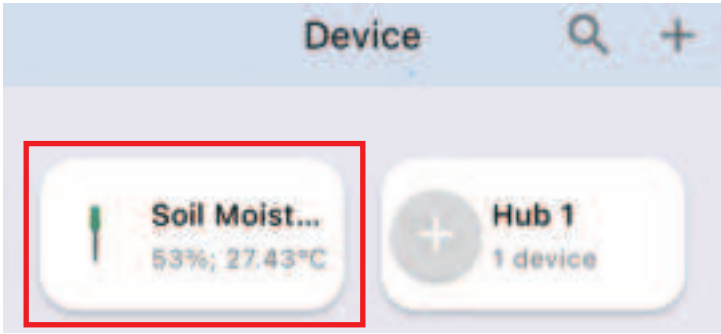 Device
Soil Moist...
53%; 27.43°C
Hub 1
1 device